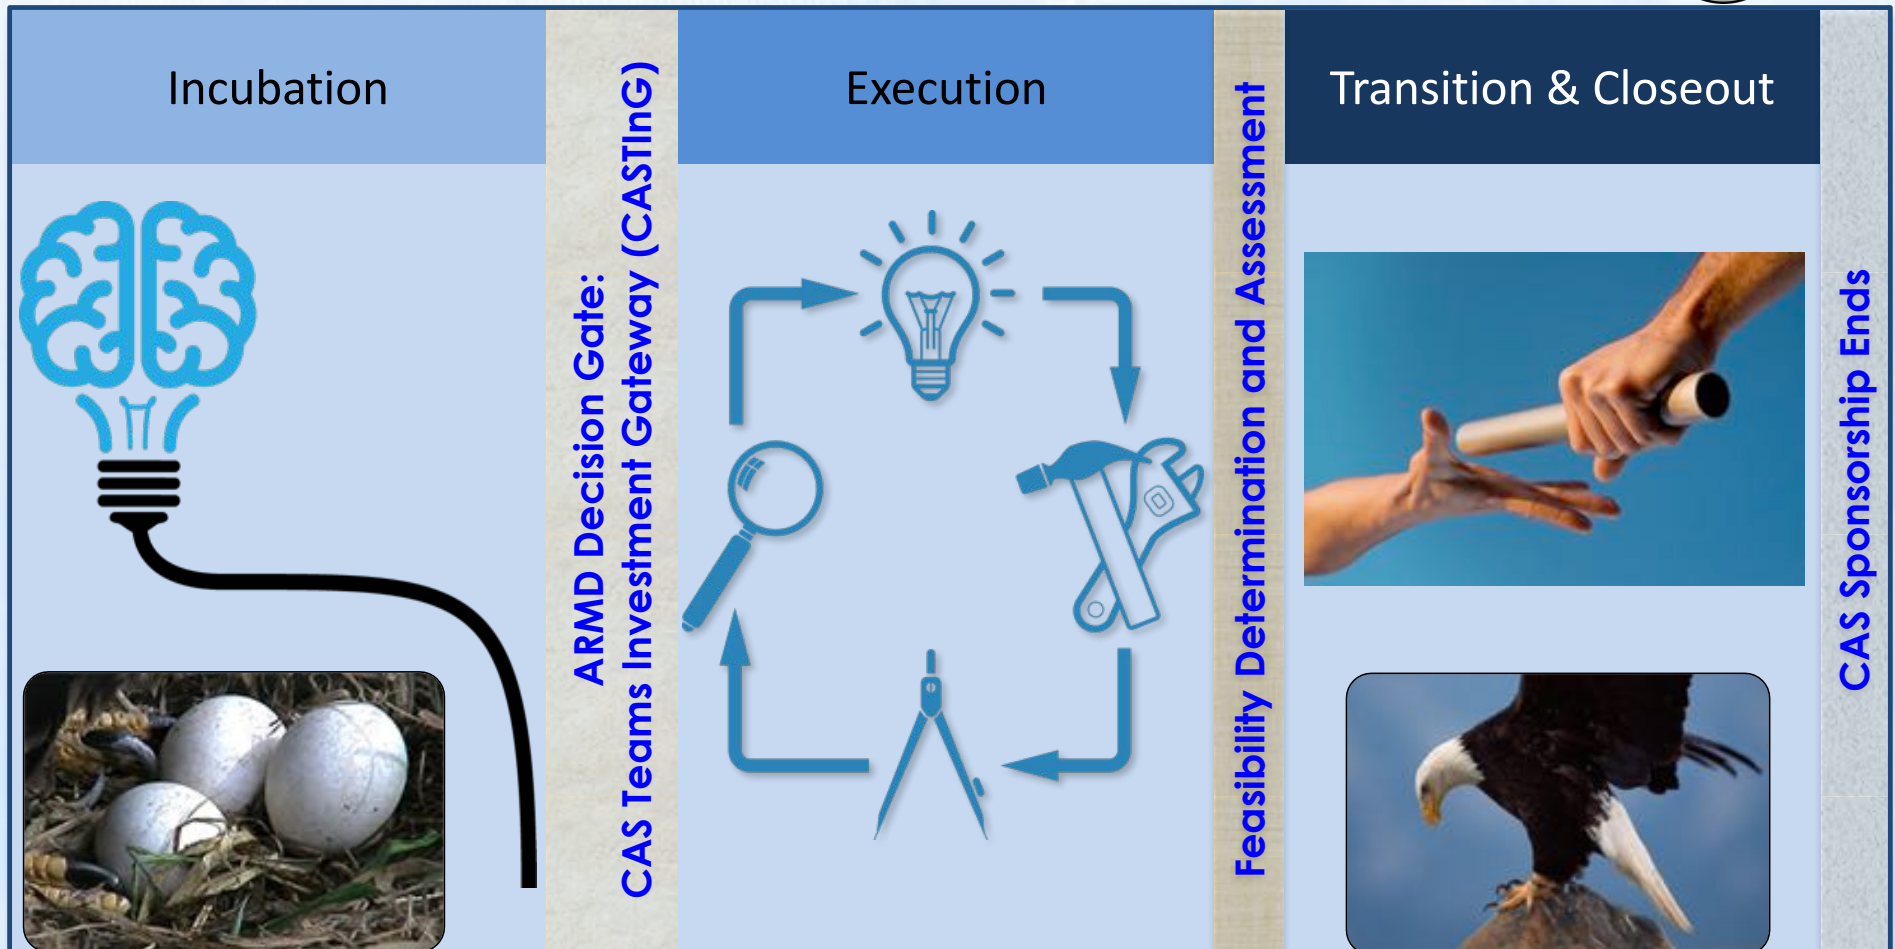 Incubation
ARMD Decision Gate:
CAS Teams Investment Gateway (CASTInG)
Execution
Feasibility Determination and Assessment
Transition & Closeout
CAS Sponsorship Ends